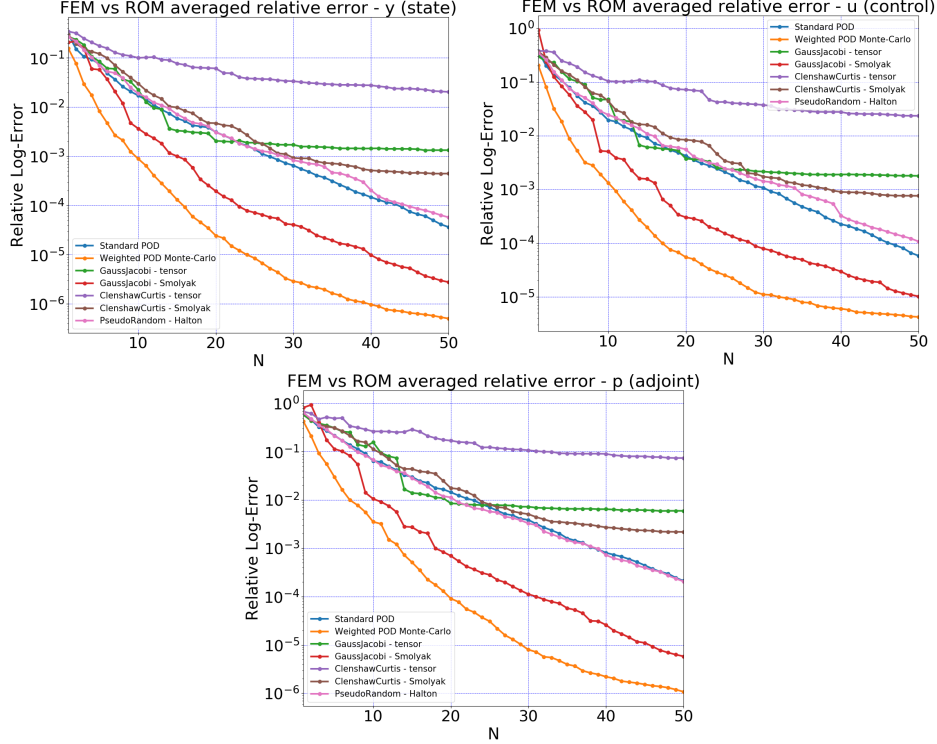 FEM vs ROM averaged relative error - y (state)
Relative Log-Error
10⁻¹
10⁻²
10⁻³
10⁻⁴
10⁻⁵
10⁻⁶
Standard POD
Weighted POD Monte-Carlo
GaussJacobi - tensor
GaussJacobi - Smolyak
ClenshawCurtis - tensor
ClenshawCurtis - Smolyak
PseudoRandom - Halton
10 20 30 40 50
N
FEM vs ROM averaged relative error - u (control)
Relative Log-Error
10⁰
10⁻¹
10⁻²
10⁻³
10⁻⁴
10⁻⁵
Standard POD
Weighted POD Monte-Carlo
GaussJacobi - tensor
GaussJacobi - Smolyak
ClenshawCurtis - tensor
ClenshawCurtis - Smolyak
PseudoRandom - Halton
10 20 30 40 50
N
FEM vs ROM averaged relative error - p (adjoint)
Relative Log-Error
10⁰
10⁻¹
10⁻²
10⁻³
10⁻⁴
10⁻⁵
10⁻⁶
Standard POD
Weighted POD Monte-Carlo
GaussJacobi - tensor
GaussJacobi - Smolyak
ClenshawCurtis - tensor
ClenshawCurtis - Smolyak
PseudoRandom - Halton
10 20 30 40 50
N